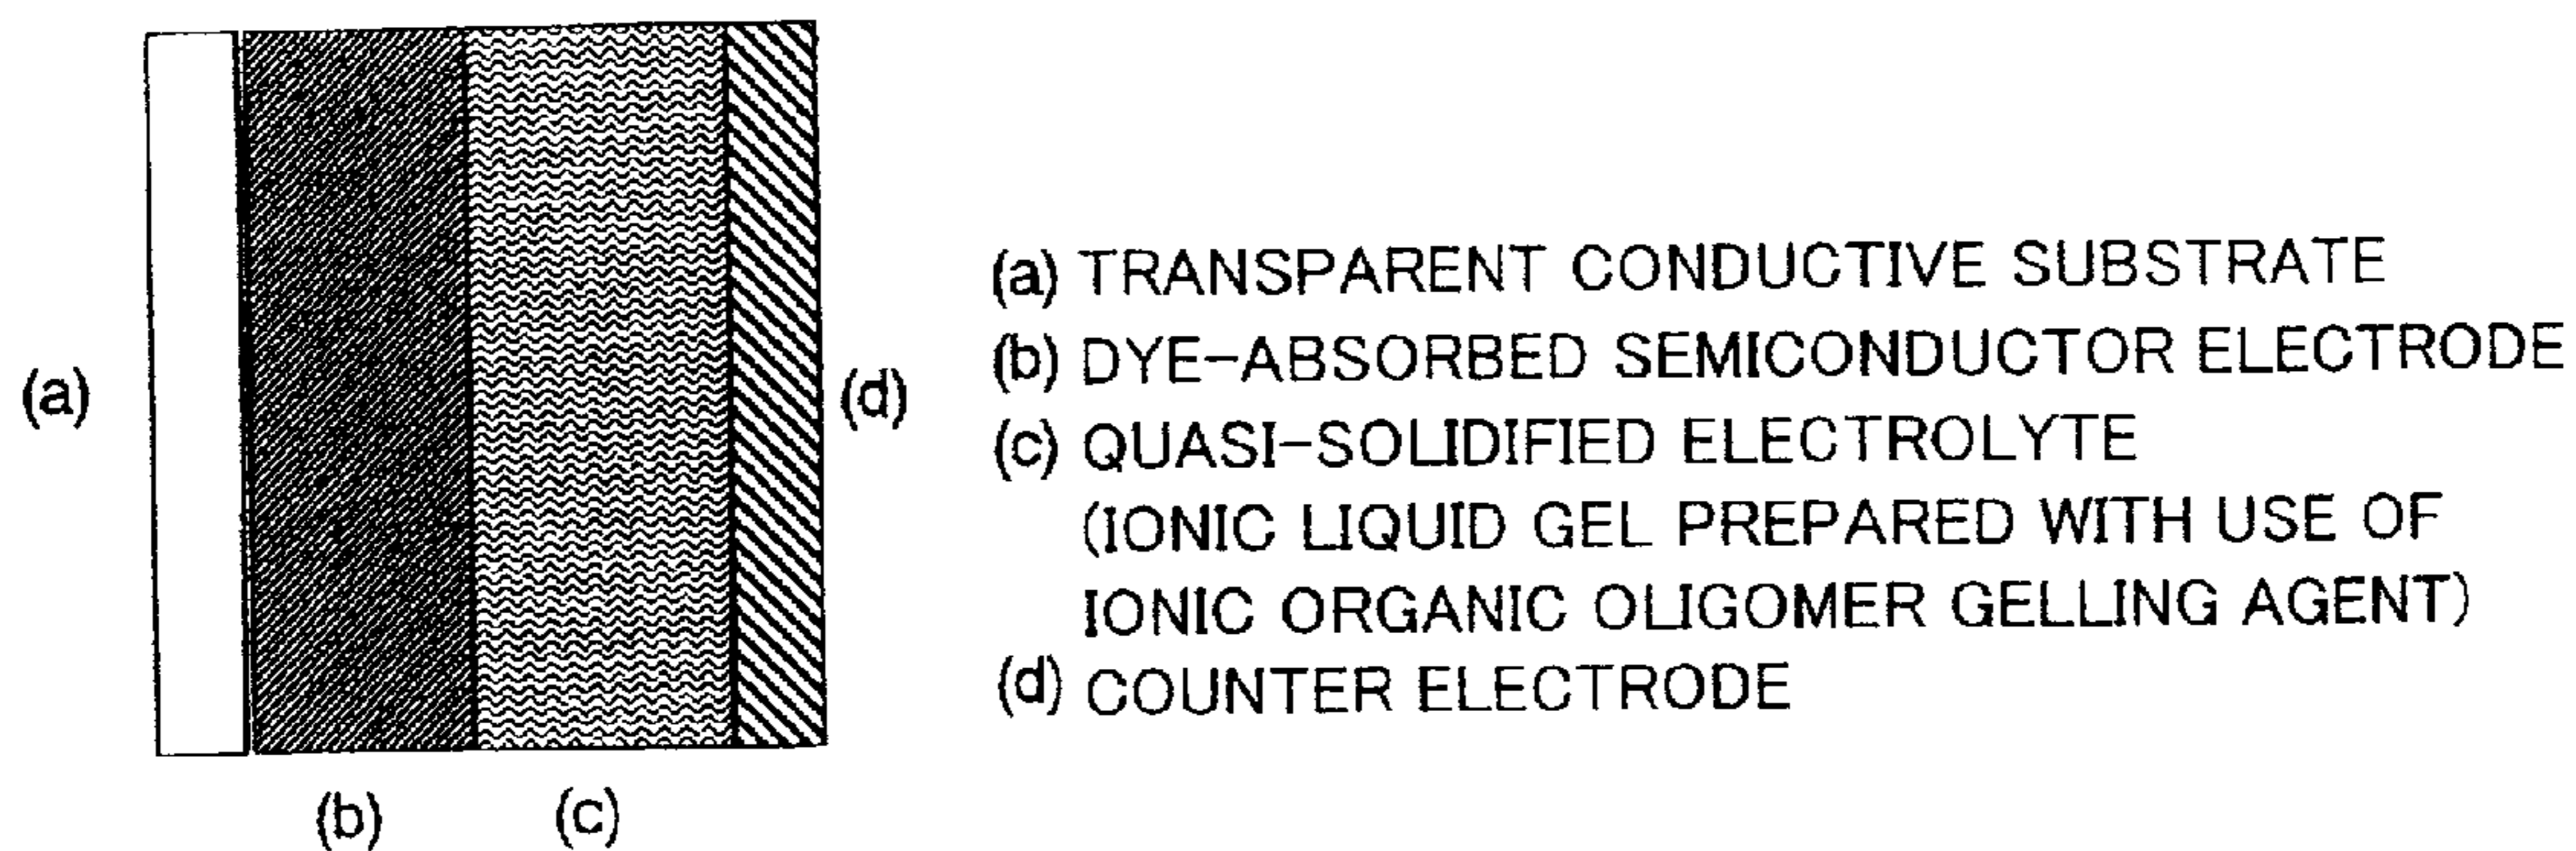 (a)
(d)
(b)
(c)
(a) TRANSPARENT CONDUCTIVE SUBSTRATE
(b) DYE-ABSORBED SEMICONDUCTOR ELECTRODE
(c) QUASI-SOLIDIFIED ELECTROLYTE
(IONIC LIQUID GEL PREPARED WITH USE OF
IONIC ORGANIC OLIGOMER GELLING AGENT)
(d) COUNTER ELECTRODE